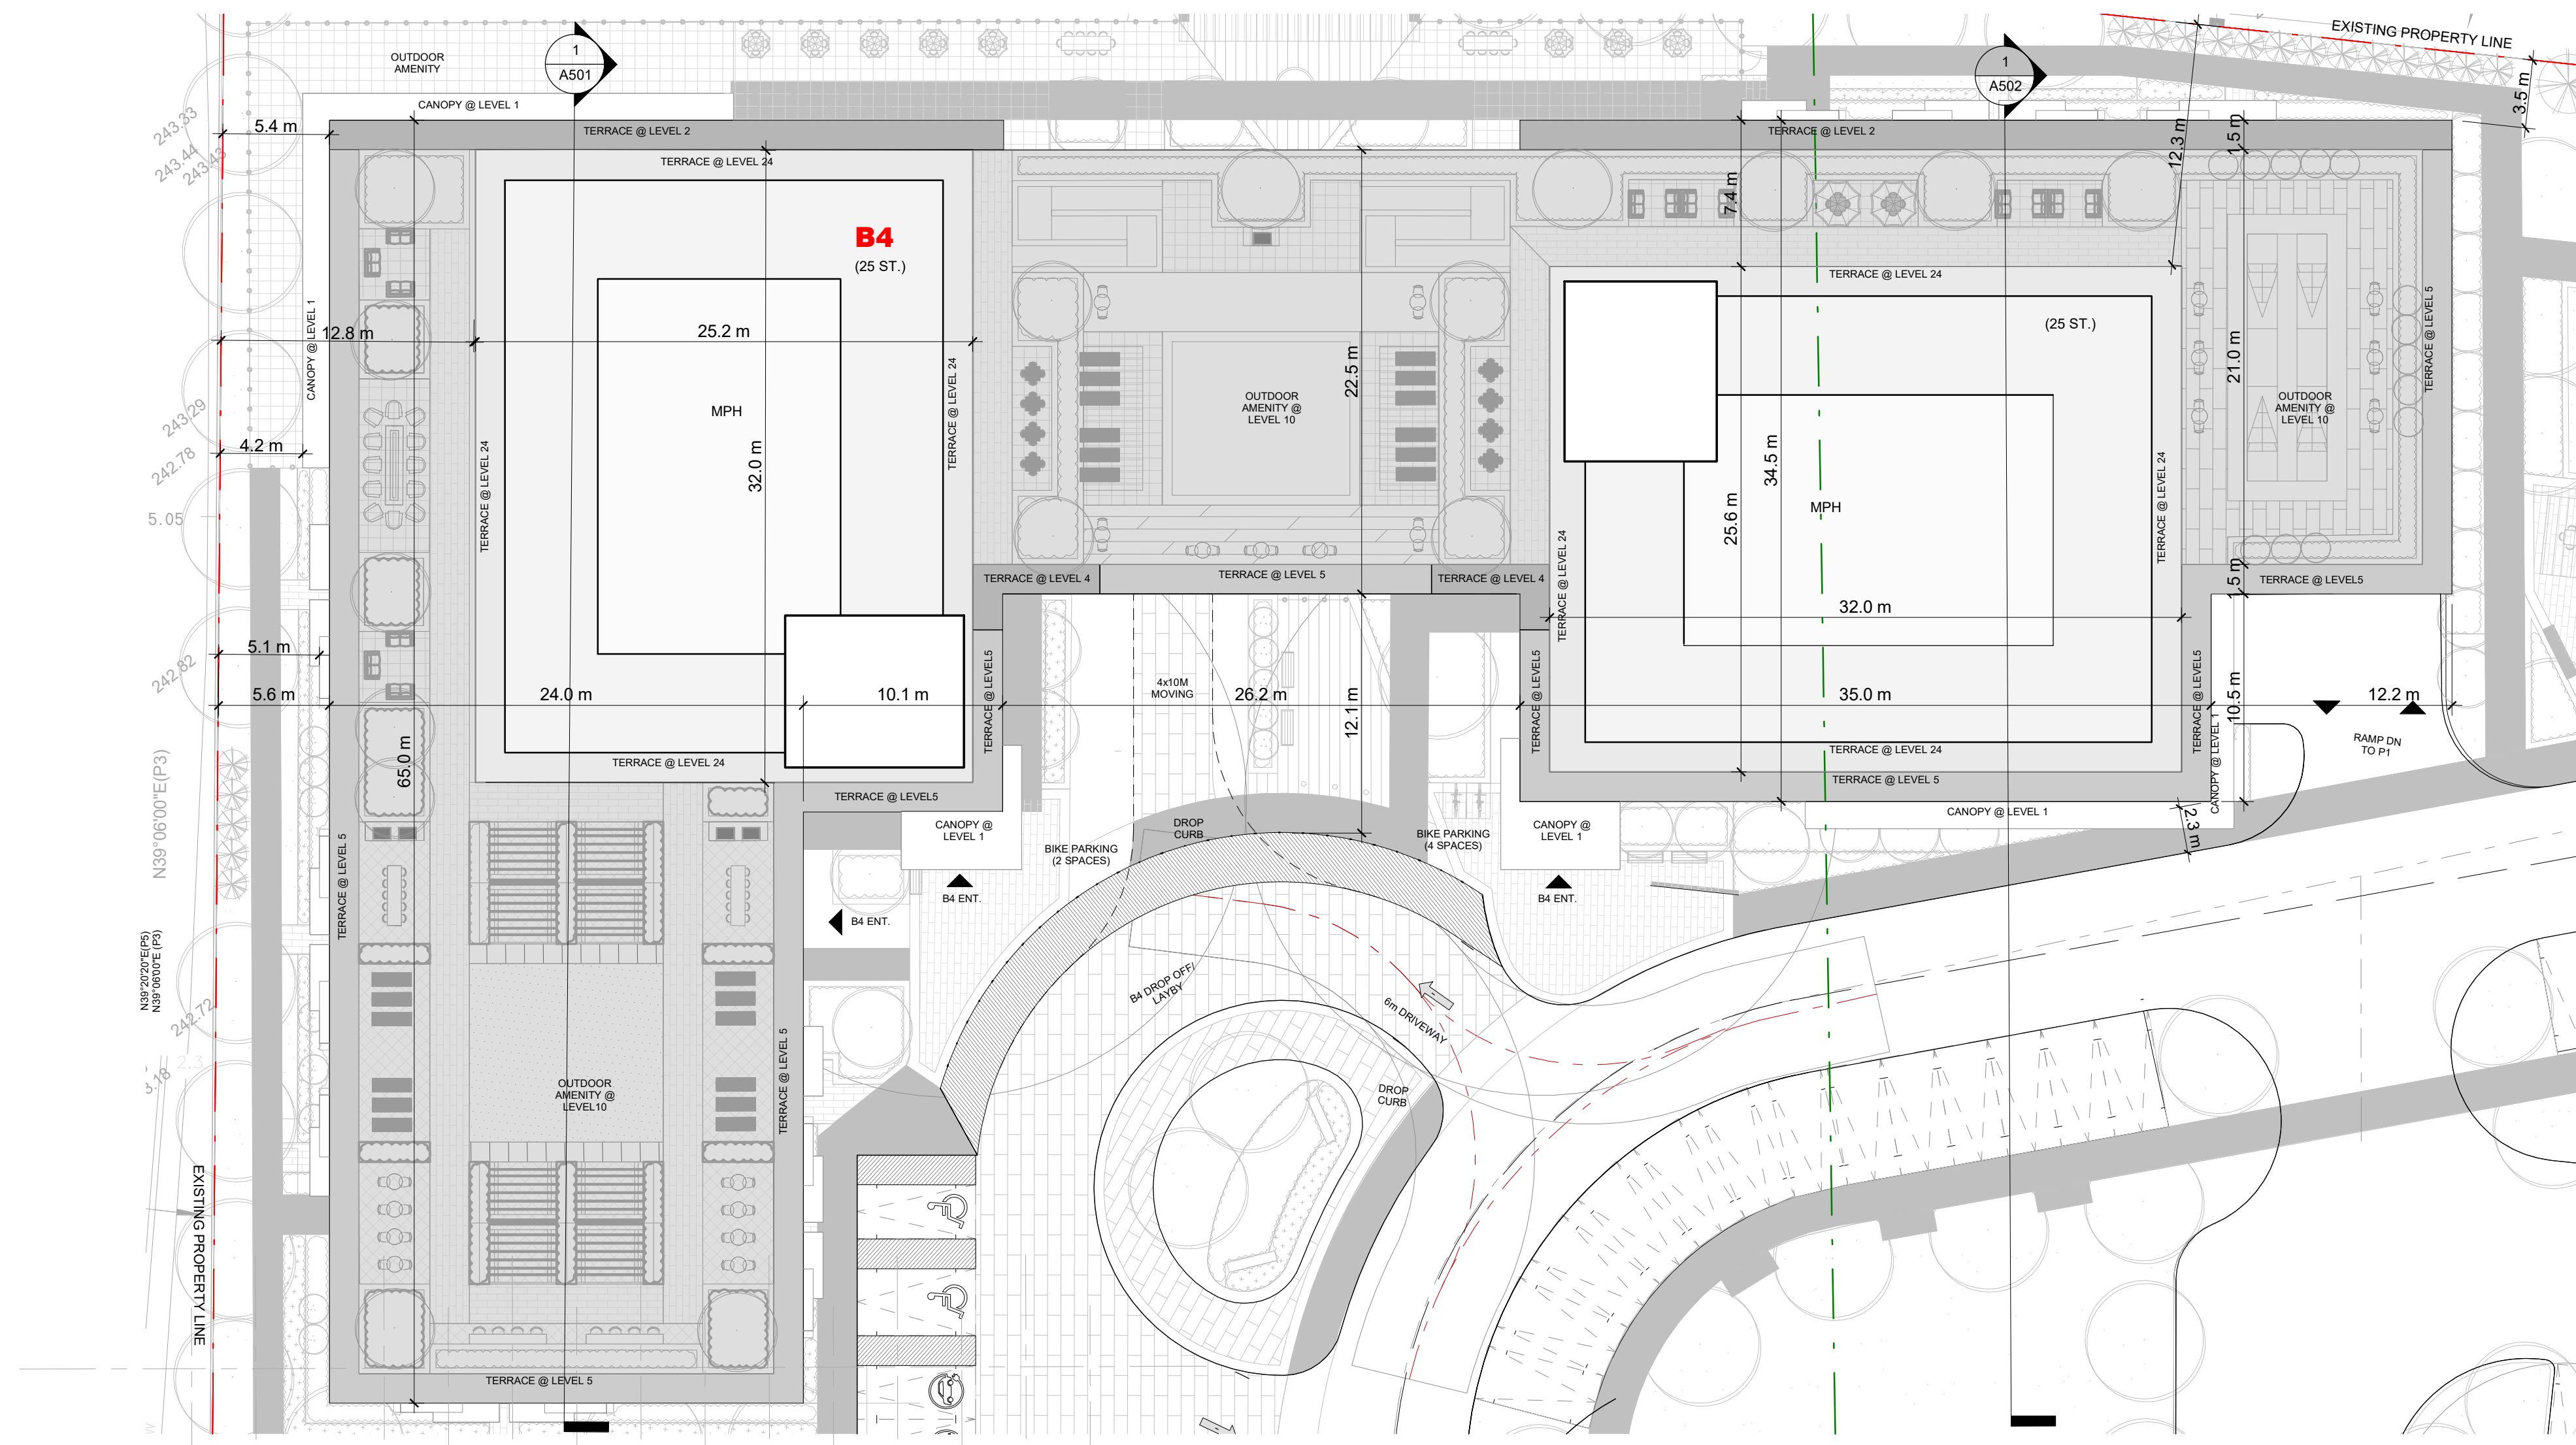 EXISTING PROPERTY LINE
OUTDOOR
AMENITY
1
A501
1
A502
3.5 m
CANOPY @ LEVEL 1
243.33
5.4 m
TERRACE @ LEVEL 2
TERRACE @ LEVEL 2
1.5 m
12.3 m
243.44
243.43
TERRACE @ LEVEL 24
7.4 m
B4
(25 ST.)
TERRACE @ LEVEL 24
(25 ST.)
CANOPY @ LEVEL 1
12.8 m
25.2 m
22.5 m
21.0 m
TERRACE @ LEVEL 5
243.29
MPH
TERRACE @ LEVEL 24
OUTDOOR
AMENITY @
LEVEL 10
OUTDOOR
AMENITY @
LEVEL 10
4.2 m
242.78
32.0 m
34.5 m
TERRACE @ LEVEL 24
5.05
25.6 m
MPH
TERRACE @ LEVEL 24
TERRACE @ LEVEL 24
TERRACE @ LEVEL 4
TERRACE @ LEVEL 5
TERRACE @ LEVEL 4
1.5 m
TERRACE @ LEVEL5
32.0 m
5.1 m
242.82
5.6 m
24.0 m
10.1 m
TERRACE @ LEVEL5
4x10M
MOVING
26.2 m
12.1 m
TERRACE @ LEVEL5
35.0 m
TERRACE @ LEVEL5
10.5 m
12.2 m
RAMP DN
TO P1
CANOPY @ LEVEL 1
65.0 m
TERRACE @ LEVEL 24
TERRACE @ LEVEL 24
TERRACE @ LEVEL5
TERRACE @ LEVEL 5
N39°06'00"E(P3)
CANOPY @
LEVEL 1
DROP
CURB
BIKE PARKING
(2 SPACES)
BIKE PARKING
(4 SPACES)
CANOPY @
LEVEL 1
CANOPY @ LEVEL 1
2.3 m
TERRACE @ LEVEL 5
B4 ENT.
B4 ENT.
B4 ENT.
N39°20'20"E(P5)
N39°06'00"E (P3)
242.72
B4 DROP OFF/
LAYBY
6m DRIVEWAY
TERRACE @ LEVEL 5
3.18
OUTDOOR
AMENITY @
LEVEL10
DROP
CURB
EXISTING PROPERTY LINE
TERRACE @ LEVEL 5